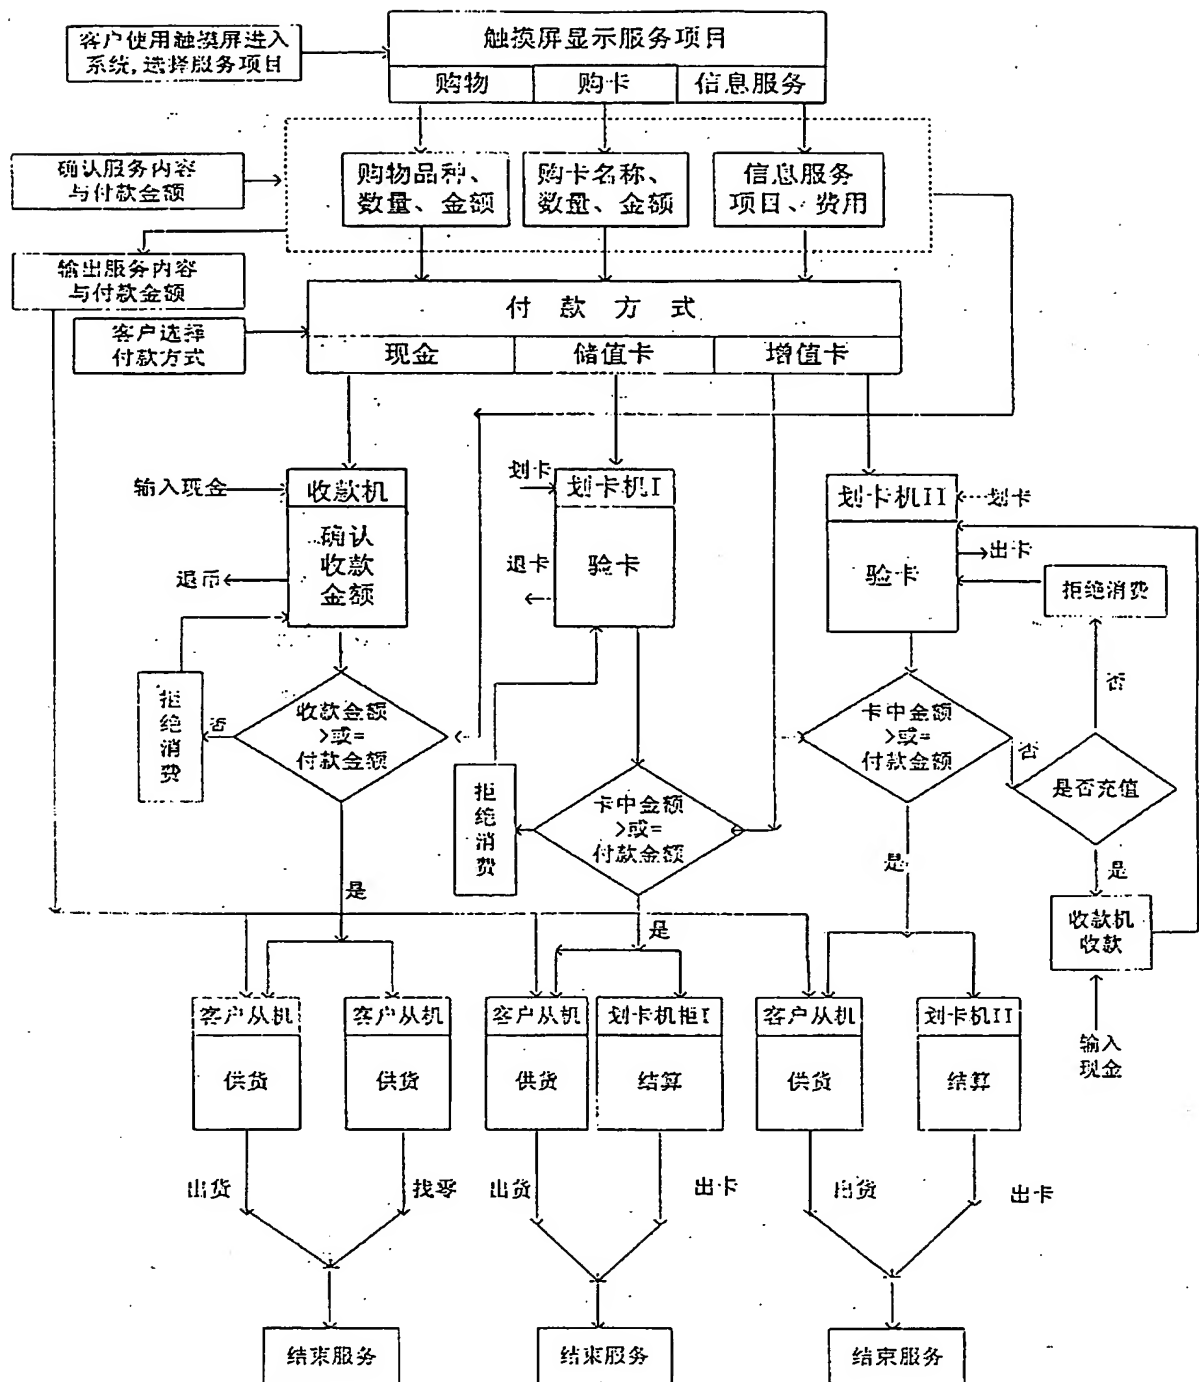 客户使用触摸屏进入
系统,选择服务项目
触摸屏显示服务项目
购物
购卡
信息服务
确认服务内容
与付款金额
购物品种、
数量、金额
购卡名称、
数量、金额
信息服务
项目、费用
输出服务内容
与付款金额
客户选择
付款方式
付款方式
现金
储值卡
增值卡
输入现金
收款机
确认
收款
金额
退币
划卡
划卡机I
验卡
退卡
划卡机II
划卡
验卡
出卡
拒绝消费
拒
绝
消
费
否
收款金额
>或=
付款金额
拒
绝
消
费
卡中金额
>或=
付款金额
卡中金额
>或=
付款金额
否
否
是否充值
是
是
是
是
收款机
收款
输入
现金
客户从机
供货
客户从机
供货
客户从机
供货
划卡机柜I
结算
客户从机
供货
划卡机II
结算
出货
找零
出货
出卡
出货
出卡
结束服务
结束服务
结束服务